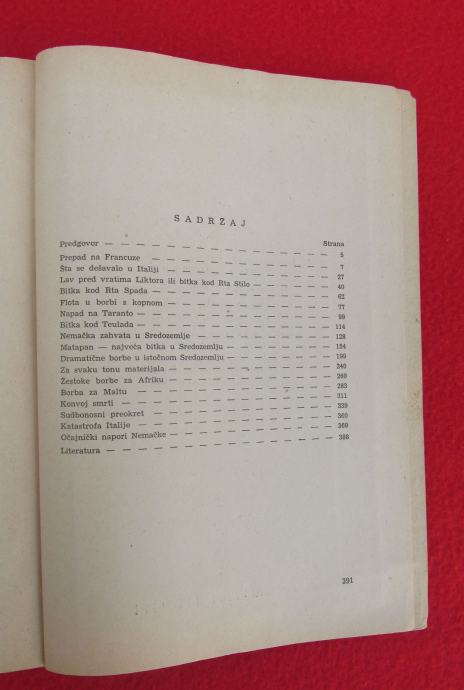 SADRŽAJ
Strana
Predgovor — — — — — — — — — — — — 5
Prepad na Francuze — — — — — — — — — 7
Šta se dešavalo u Italiji — — — — — — — — 27
Lav pred vratima Liktora ili bitka kod Rta Stilo — — — — 40
Bitka kod Rta Spada — — — — — — — — — 62
Flota u borbi s kopnom — — — — — — — — 77
Napad na Taranto — — — — — — — — — — 99
Bitka kod Teulada — — — — — — — — — — 114
Nemačka zahvata u Sredozemlje — — — — — — — 128
Matapan — najveća bitka u Sredozemlju — — — — — 154
Dramatične borbe u istočnom Sredozemlju — — — — — 199
Za svaku tonu materijala — — — — — — — — 240
Žestoke borbe za Afriku — — — — — — — — 269
Borba za Maltu — — — — — — — — — — 283
Konvoj smrti — — — — — — — — — — — 311
Sudbonosni preokret — — — — — — — — — 339
Katastrofa Italije — — — — — — — — — — 360
Očajnički napori Nemačke — — — — — — — — 369
Literatura — — — — — — — — — — — — 388
391